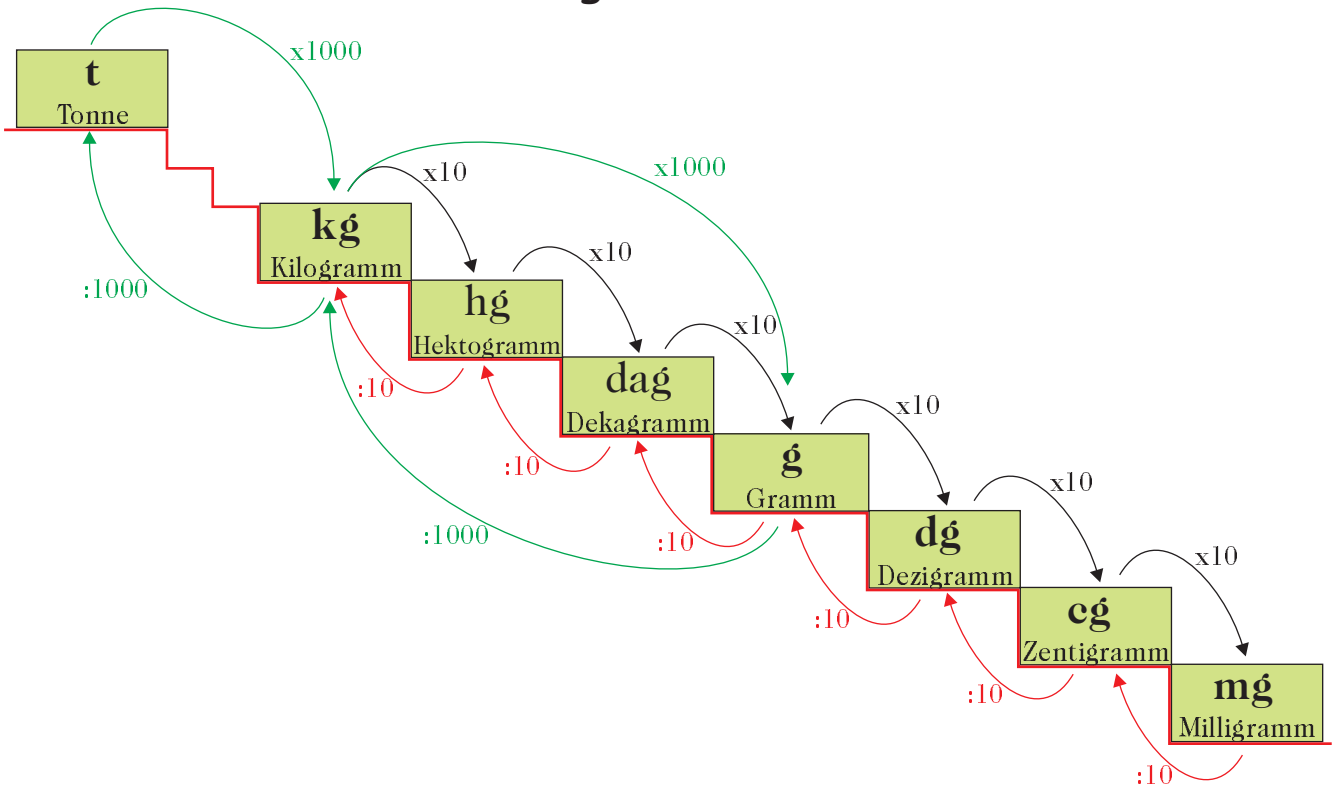 x1000
t
Tonne
x1000
x10
kg
Kilogramm
:1000
x10
hg
Hektogramm
:10
x10
dag
Dekagramm
:10
x10
g
Gramm
:1000
:10
x10
dg
Dezigramm
:10
x10
cg
Zentigramm
:10
mg
Milligramm
:10